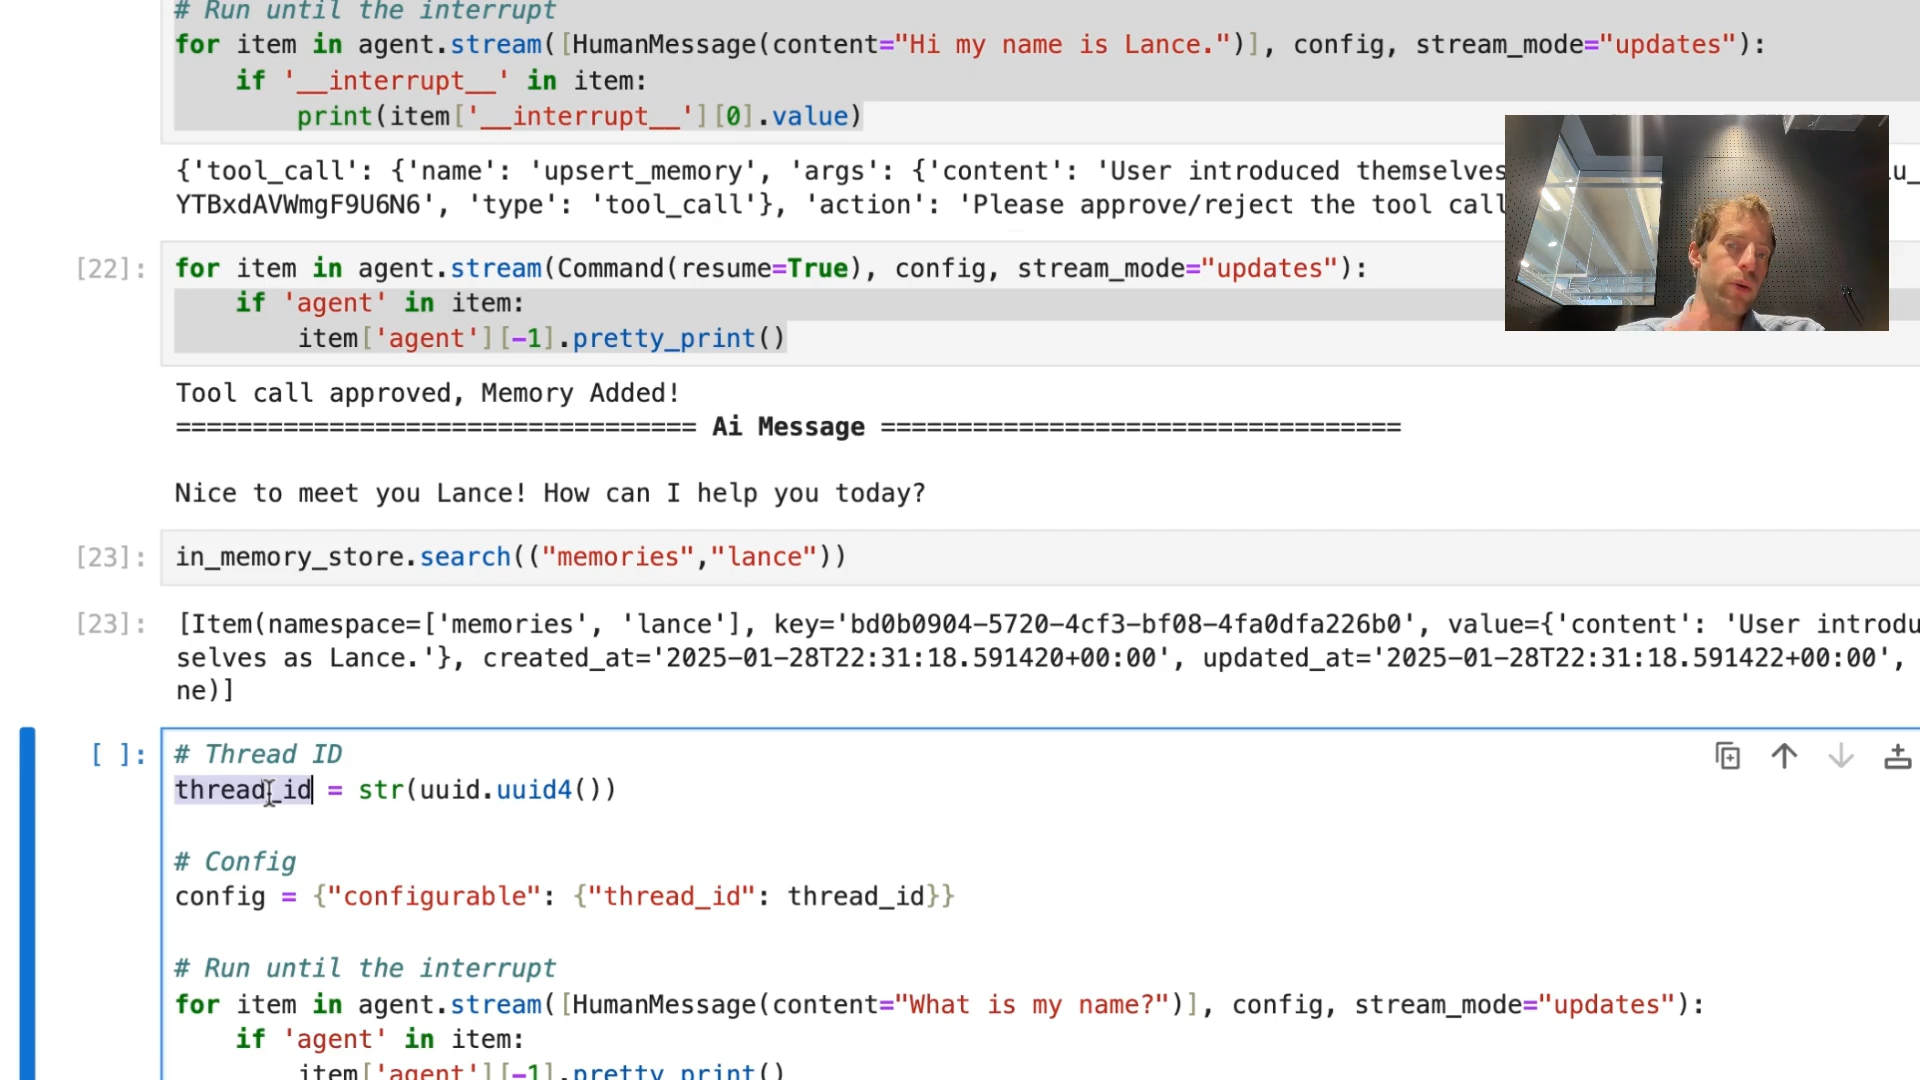 # Run until the interrupt
for item in agent.stream([HumanMessage(content="Hi my name is Lance.")], config, stream_mode="updates"):
if '__interrupt__' in item:
print(item['__interrupt__'][0].value)
{'tool_call': {'name': 'upsert_memory', 'args': {'content': 'User introduced themselves
YTBxdAVWmgF9U6N6', 'type': 'tool_call'}, 'action': 'Please approve/reject the tool call
[22]: for item in agent.stream(Command(resume=True), config, stream_mode="updates"):
if 'agent' in item:
item['agent'][-1].pretty_print()
Tool call approved, Memory Added!
================================== Ai Message ==================================
Nice to meet you Lance! How can I help you today?
[23]: in_memory_store.search(("memories","lance"))
[23]: [Item(namespace=['memories', 'lance'], key='bd0b0904-5720-4cf3-bf08-4fa0dfa226b0', value={'content': 'User introdu
selves as Lance.'}, created_at='2025-01-28T22:31:18.591420+00:00', updated_at='2025-01-28T22:31:18.591422+00:00',
ne)]
[ ]: # Thread ID
thread_id = str(uuid.uuid4())
# Config
config = {"configurable": {"thread_id": thread_id}}
# Run until the interrupt
for item in agent.stream([HumanMessage(content="What is my name?")], config, stream_mode="updates"):
if 'agent' in item:
item['agent'][-1].pretty_print()